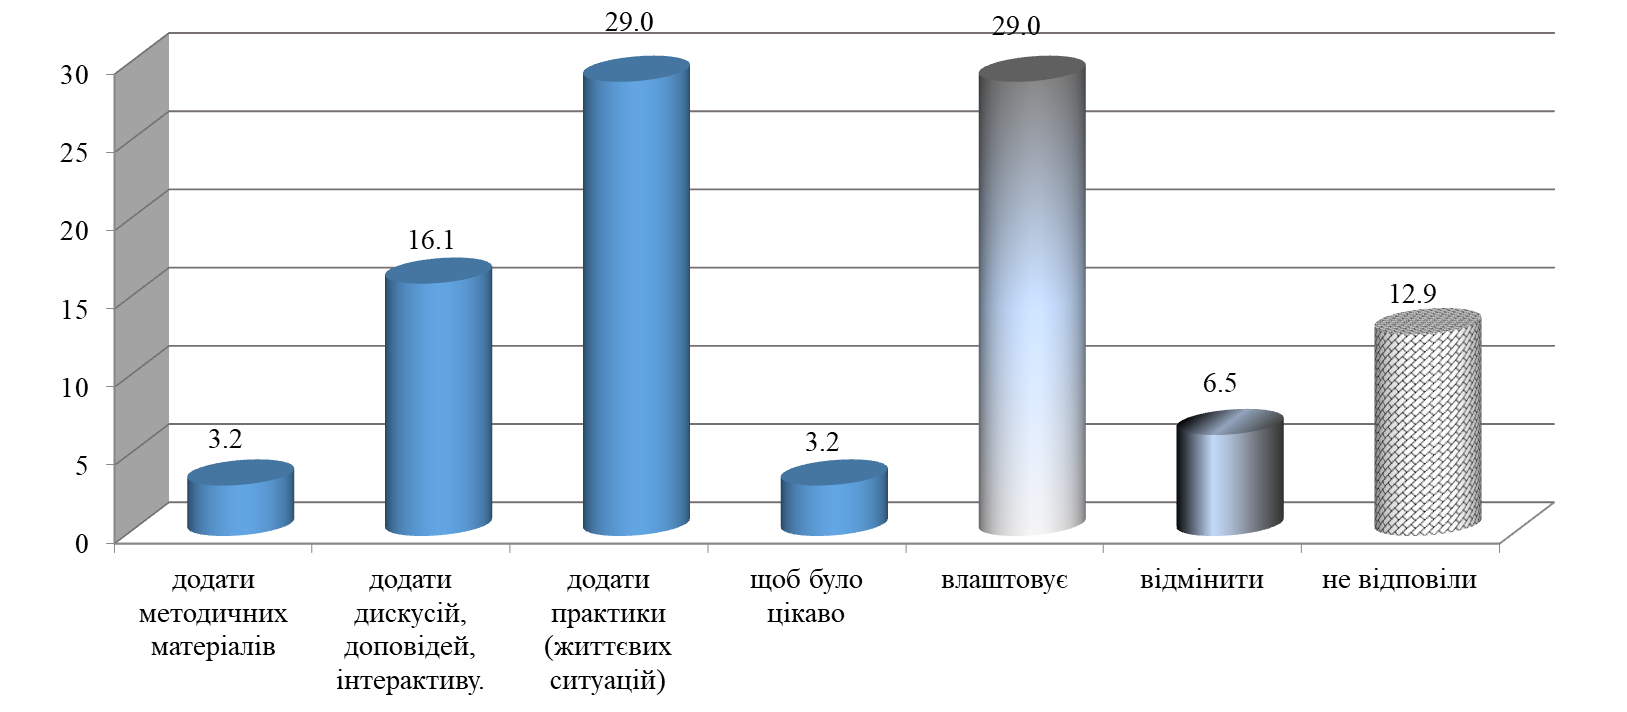 29.0
29.0
30
25
20
16.1
15
12.9
10
6.5
5
3.2
3.2
0
додати
методичних
матеріалів
додати
дискусій,
доповідей,
інтерактиву.
додати
практики
(життєвих
ситуацій)
щоб було
цікаво
влаштовує
відмінити
не відповіли